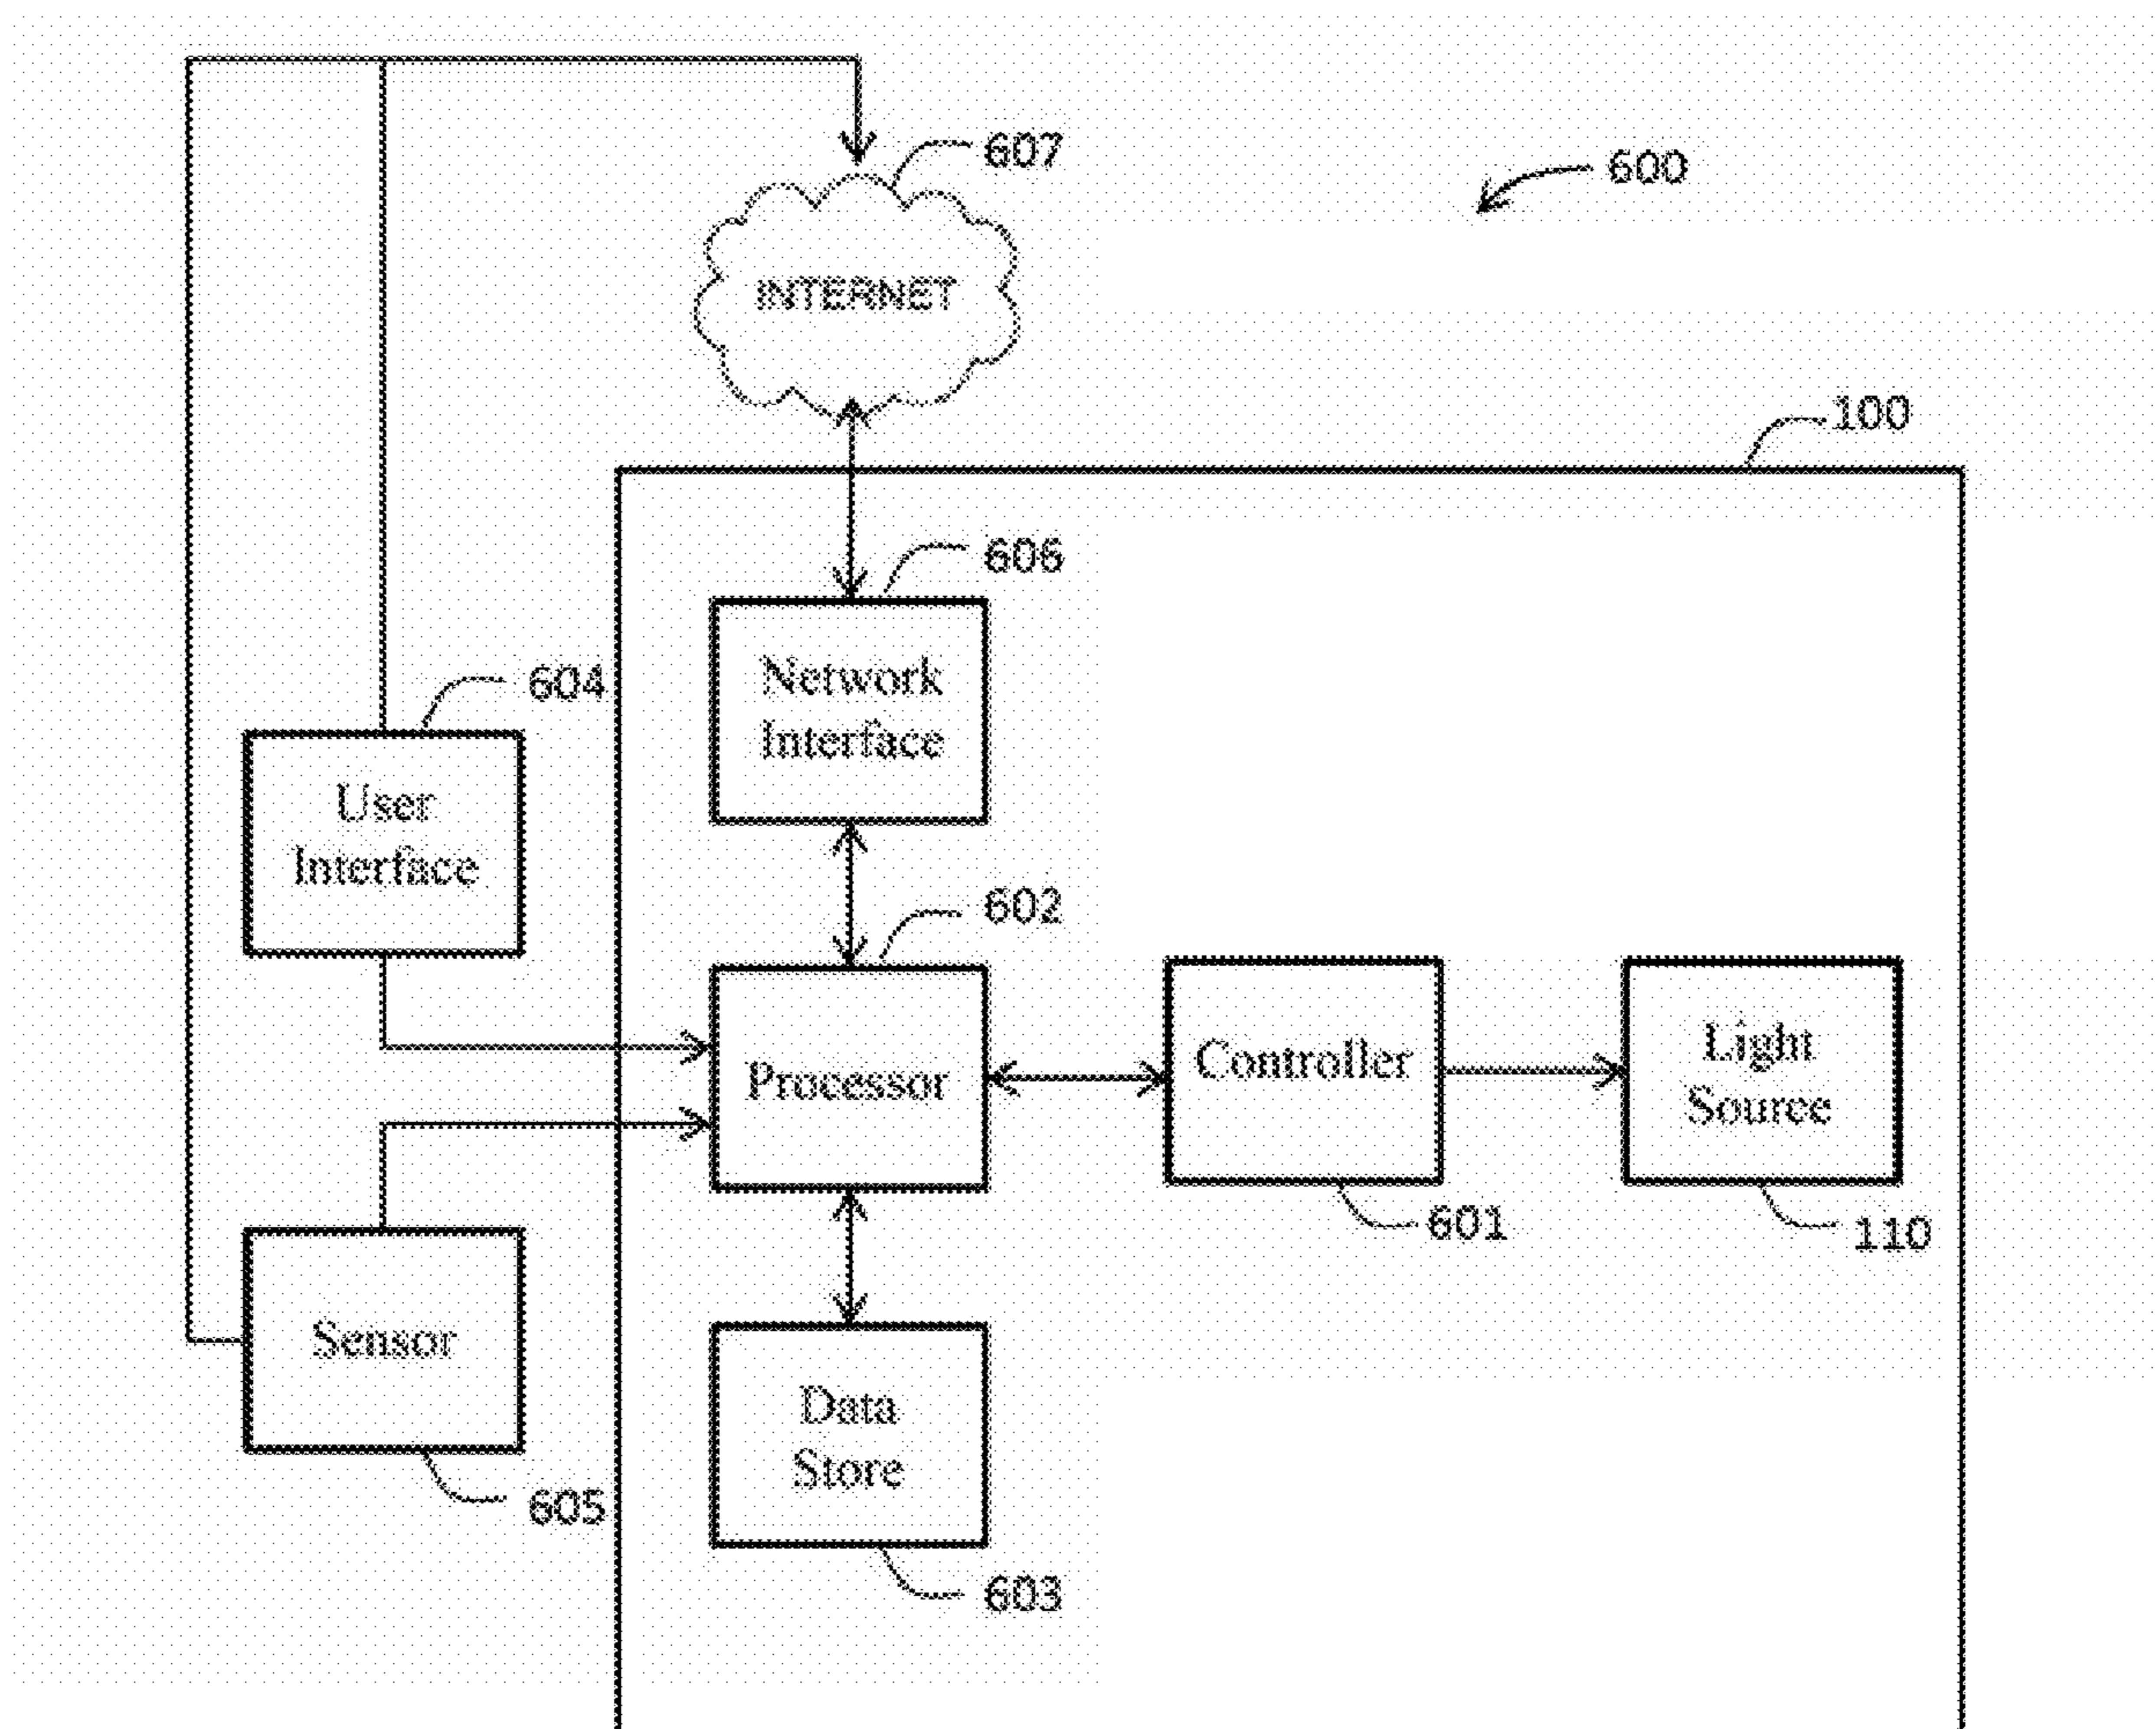 607
600
INTERNET
100
606
Network
Interface
604
User
Interface
602
Processor
Controller
Light
Source
601
110
Sensor
605
Data
Store
603